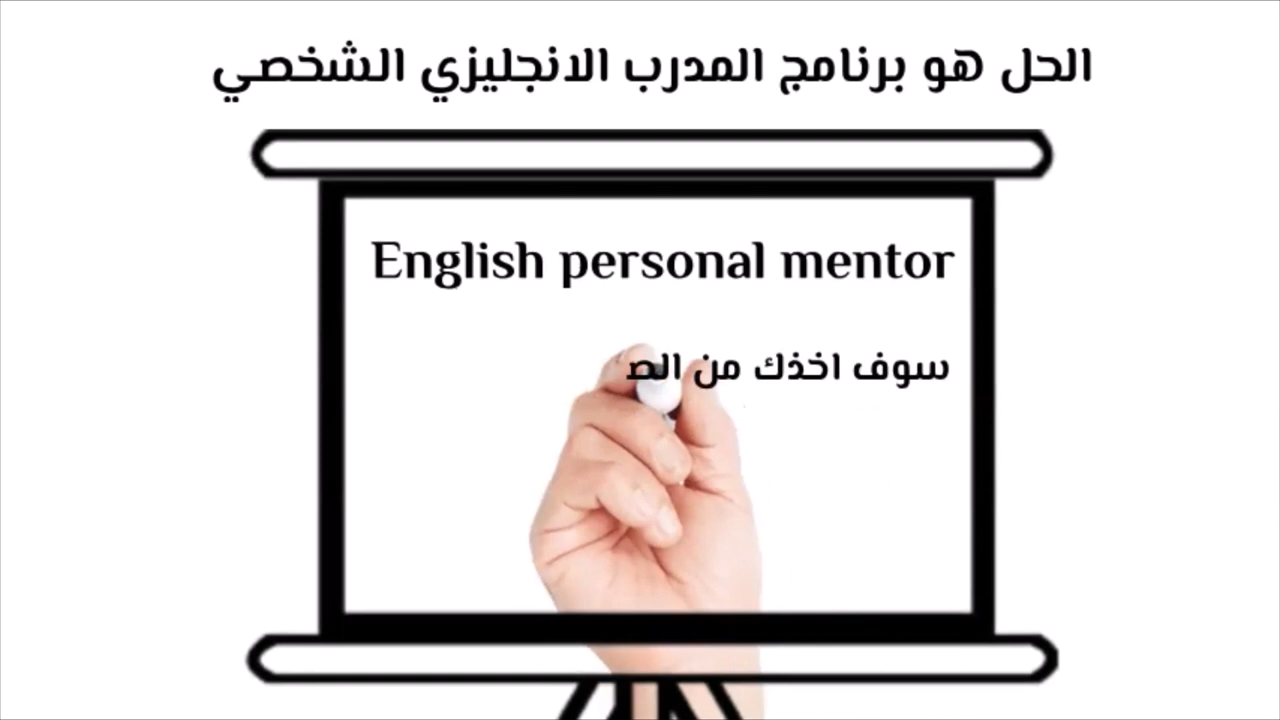 الحل هو برنامج المدرب الانجليزي الشخصي
English personal mentor
سوف اخذك من الص